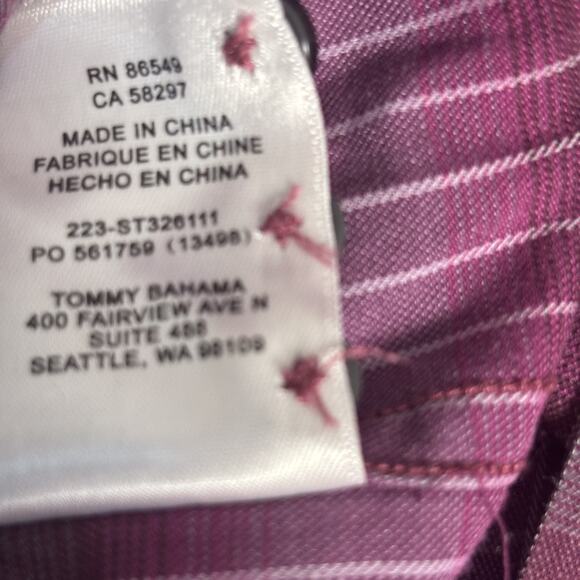 RN 86549
CA 58297
MADE IN CHINA
FABRIQUE EN CHINE
HECHO EN CHINA
223-ST326111
PO 561759 (13498)
TOMMY BAHAMA
400 FAIRVIEW AVE N
SUITE 488
SEATTLE, WA 98109